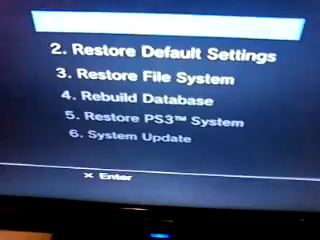 2. Restore Default Settings
3. Restore File System
4. Rebuild Database
5. Restore PS3™ System
6. System Update
✕ Enter